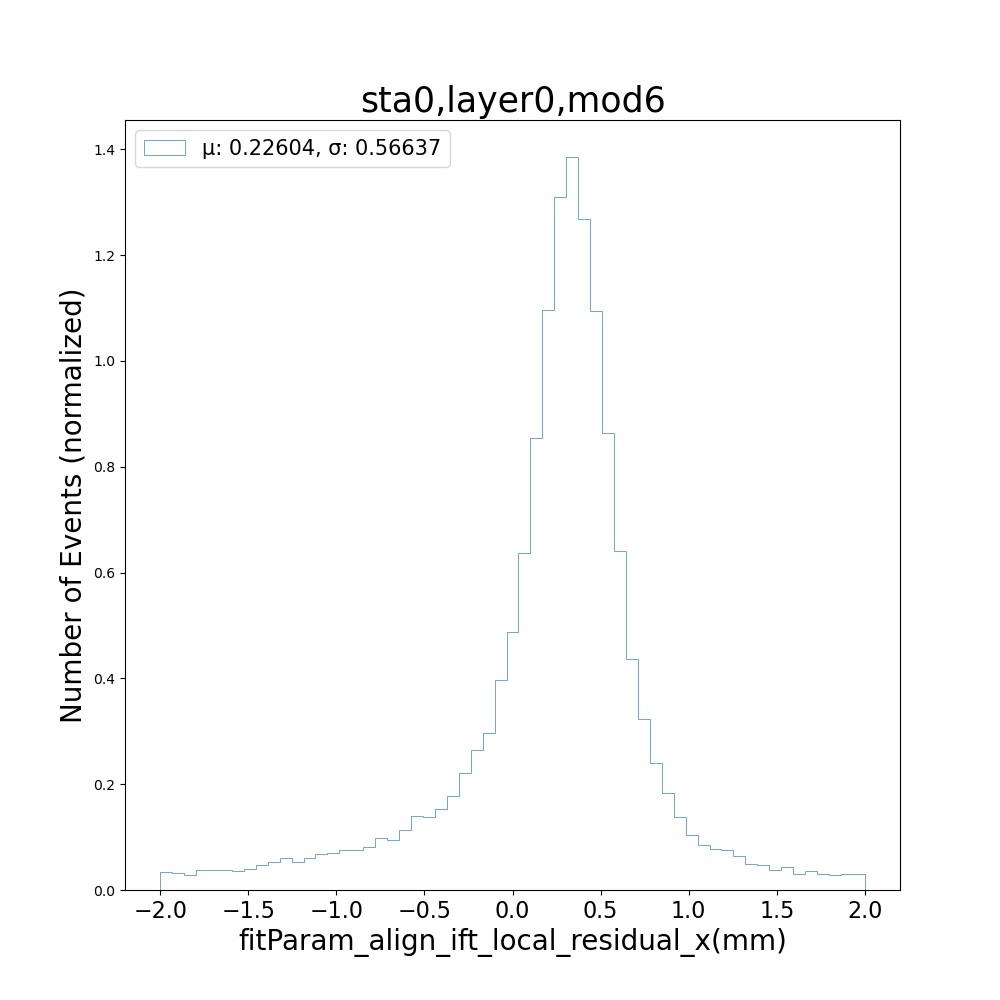 sta0,layer0,mod6
μ: 0.22604, σ: 0.56637
Number of Events (normalized)
1.4
1.2
1.0
0.8
0.6
0.4
0.2
0.0
−2.0 −1.5 −1.0 −0.5 0.0 0.5 1.0 1.5 2.0
fitParam_align_ift_local_residual_x(mm)